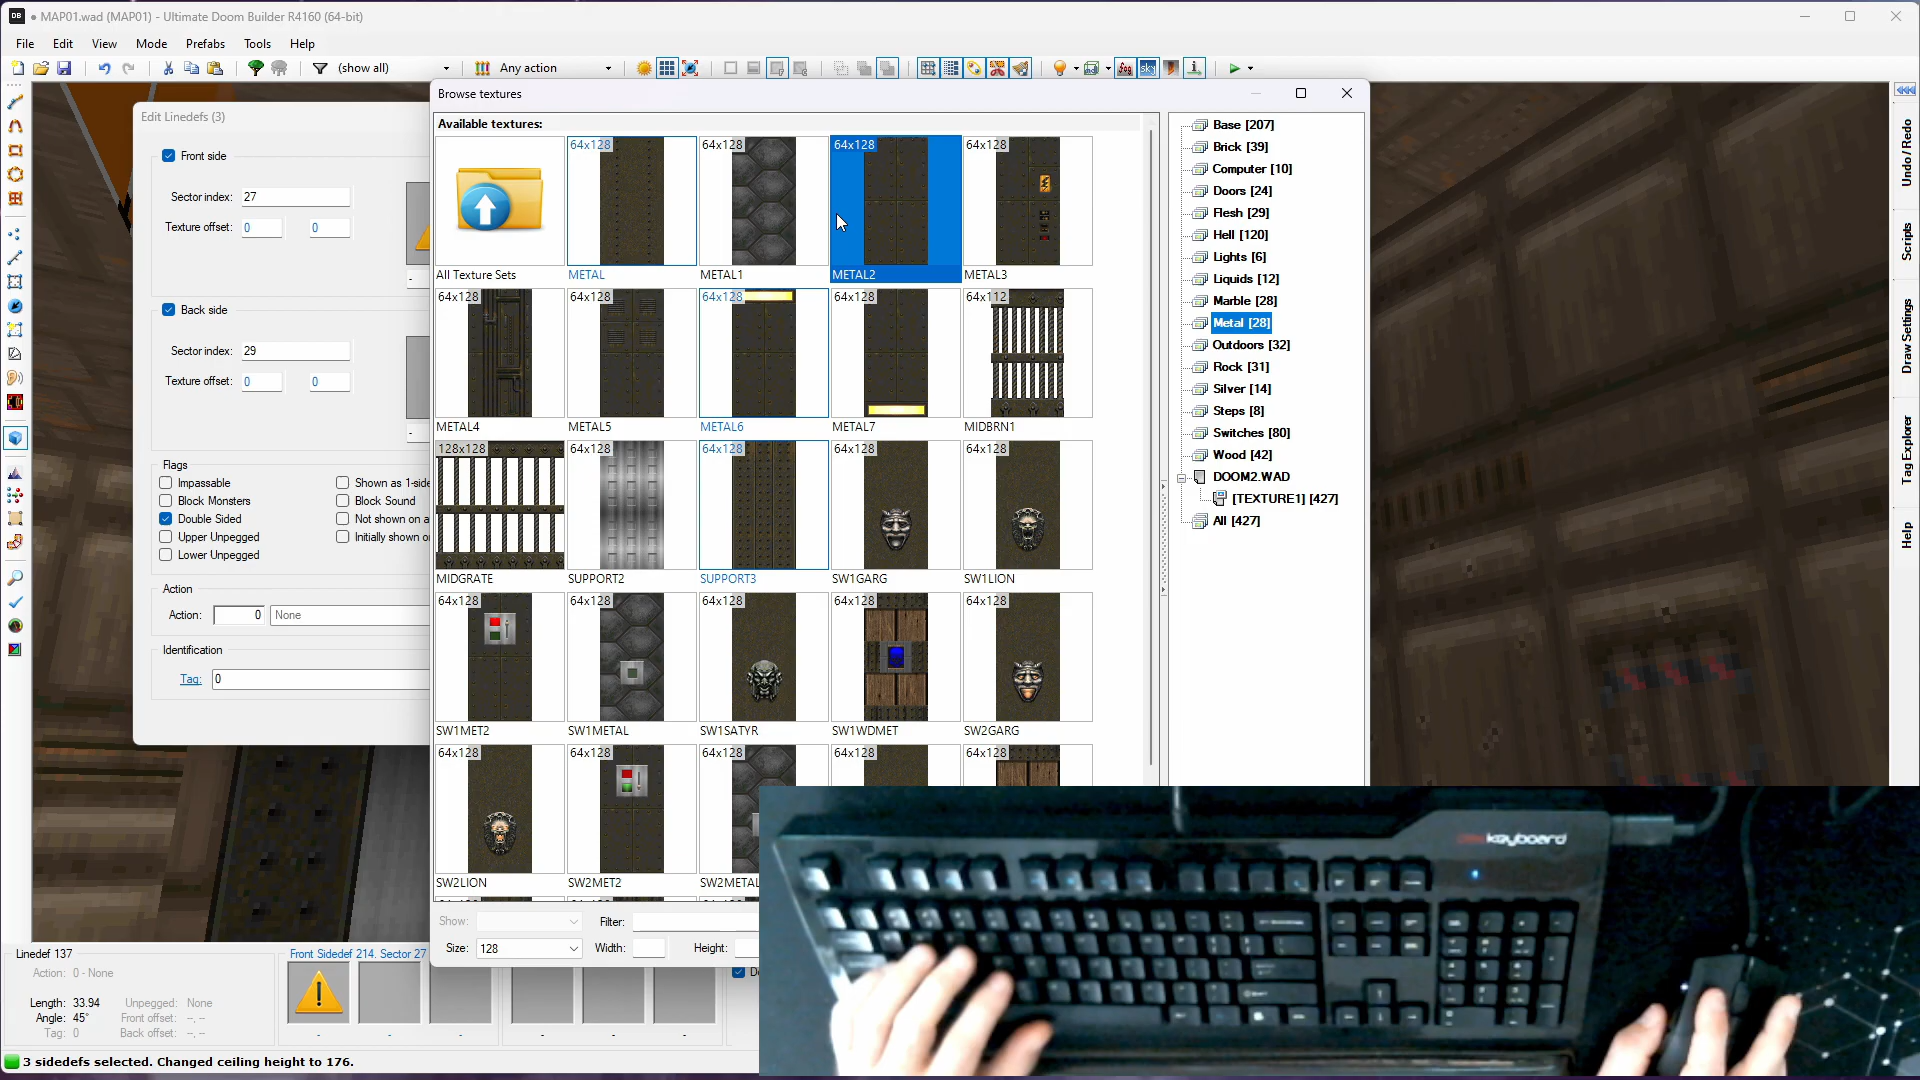 MAP01.wad (MAP01) - Ultimate Doom Builder R4160 (64-bit)
File Edit View Mode Prefabs Tools Help
(show all)
Any action
Edit Linedefs (3)
Front side
Sector index: 27
Texture offset: 0 0
Back side
Sector index: 29
Texture offset: 0 0
Flags
Impassable
Block Monsters
Double Sided
Upper Unpegged
Lower Unpegged
Shown as 1-side
Block Sound
Not shown on a
Initially shown o
Action
Action: 0 None
Identification
Tag: 0
Browse textures
Available textures:
64x128 64x128 64x128 64x128
All Texture Sets METAL METAL1 METAL2 METAL3
64x128 64x128 64x128 64x128 64x112
METAL4 METAL5 METAL6 METAL7 MIDBRN1
128x128 64x128 64x128 64x128 64x128
MIDGRATE SUPPORT2 SUPPORT3 SW1GARG SW1LION
64x128 64x128 64x128 64x128 64x128
SW1MET2 SW1METAL SW1SATYR SW1WDMET SW2GARG
64x128 64x128 64x128 64x128 64x128
SW2LION SW2MET2 SW2METAL
Show: Filter:
Size: 128 Width: Height:
Base [207]
Brick [39]
Computer [10]
Doors [24]
Flesh [29]
Hell [120]
Lights [6]
Liquids [12]
Marble [28]
Metal [28]
Outdoors [32]
Rock [31]
Silver [14]
Steps [8]
Switches [80]
Wood [42]
DOOM2.WAD
[TEXTURE1] [427]
All [427]
Undo / Redo
Scripts
Draw Settings
Tag Explorer
Help
Linedef 137
Action: 0 - None
Length: 33.94 Unpegged: None
Angle: 45° Front offset: --, --
Tag: 0 Back offset: --, --
Front Sidedef 214. Sector 27
3 sidedefs selected. Changed ceiling height to 176.
keyboard